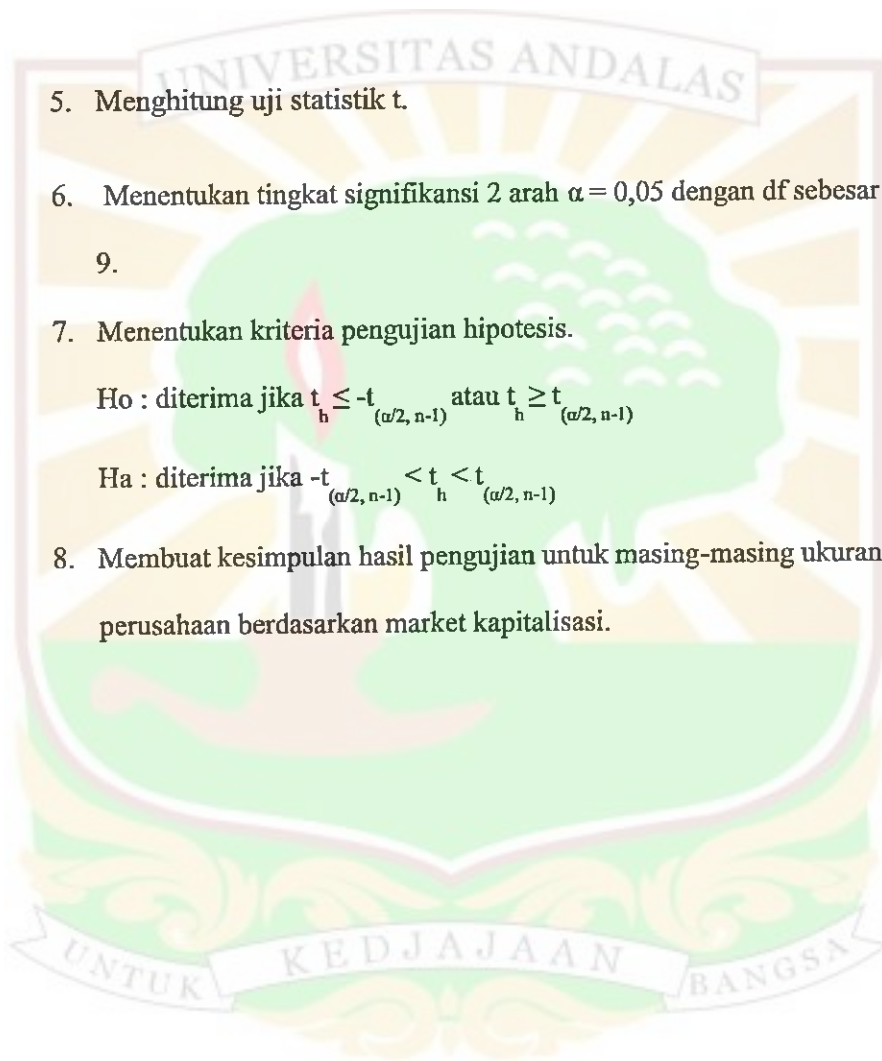 UNIVERSITAS ANDALAS
5. Menghitung uji statistik t.
6. Menentukan tingkat signifikansi 2 arah α = 0,05 dengan df sebesar
9.
7. Menentukan kriteria pengujian hipotesis.
Ho : diterima jika t_h ≤ -t_(α/2, n-1) atau t_h ≥ t_(α/2, n-1)
Ha : diterima jika -t_(α/2, n-1) < t_h < t_(α/2, n-1)
8. Membuat kesimpulan hasil pengujian untuk masing-masing ukuran
perusahaan berdasarkan market kapitalisasi.
UNTUK KEDJAJAAN BANGSA